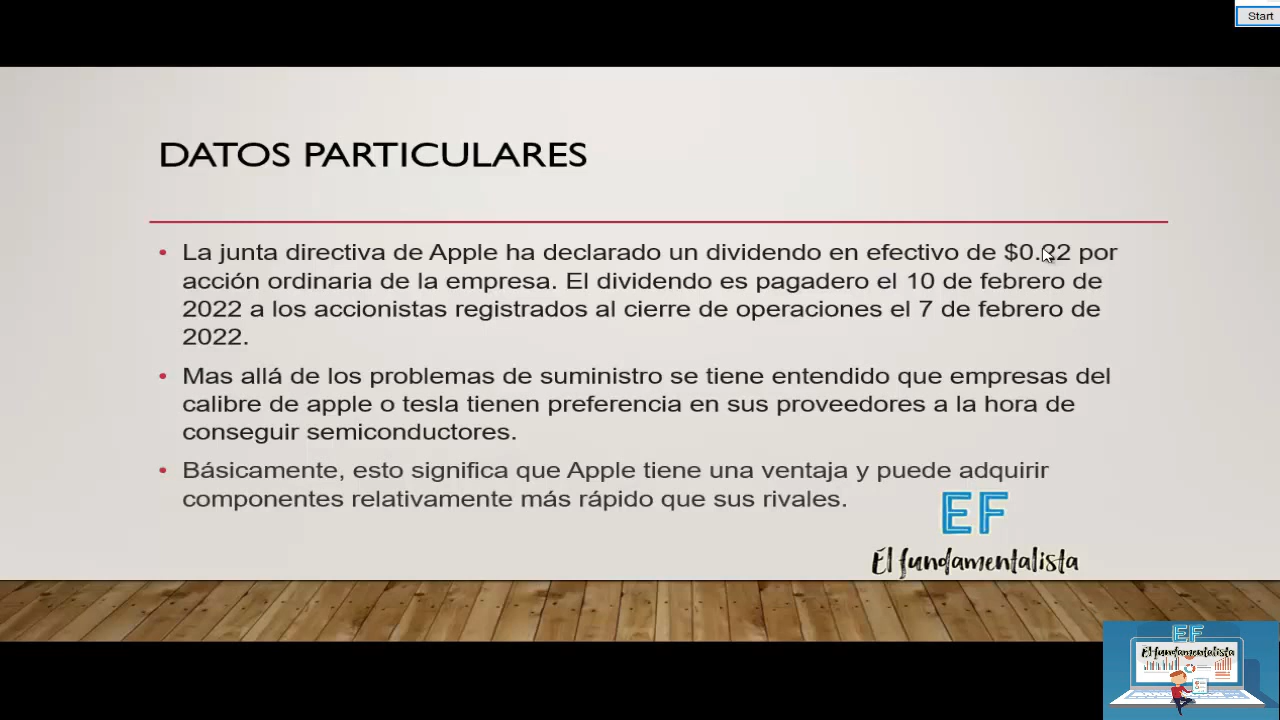 Start
DATOS PARTICULARES
• La junta directiva de Apple ha declarado un dividendo en efectivo de $0.22 por
acción ordinaria de la empresa. El dividendo es pagadero el 10 de febrero de
2022 a los accionistas registrados al cierre de operaciones el 7 de febrero de
2022.
• Mas allá de los problemas de suministro se tiene entendido que empresas del
calibre de apple o tesla tienen preferencia en sus proveedores a la hora de
conseguir semiconductores.
• Básicamente, esto significa que Apple tiene una ventaja y puede adquirir
componentes relativamente más rápido que sus rivales.
EF
El fundamentalista
EF
El fundamentalista